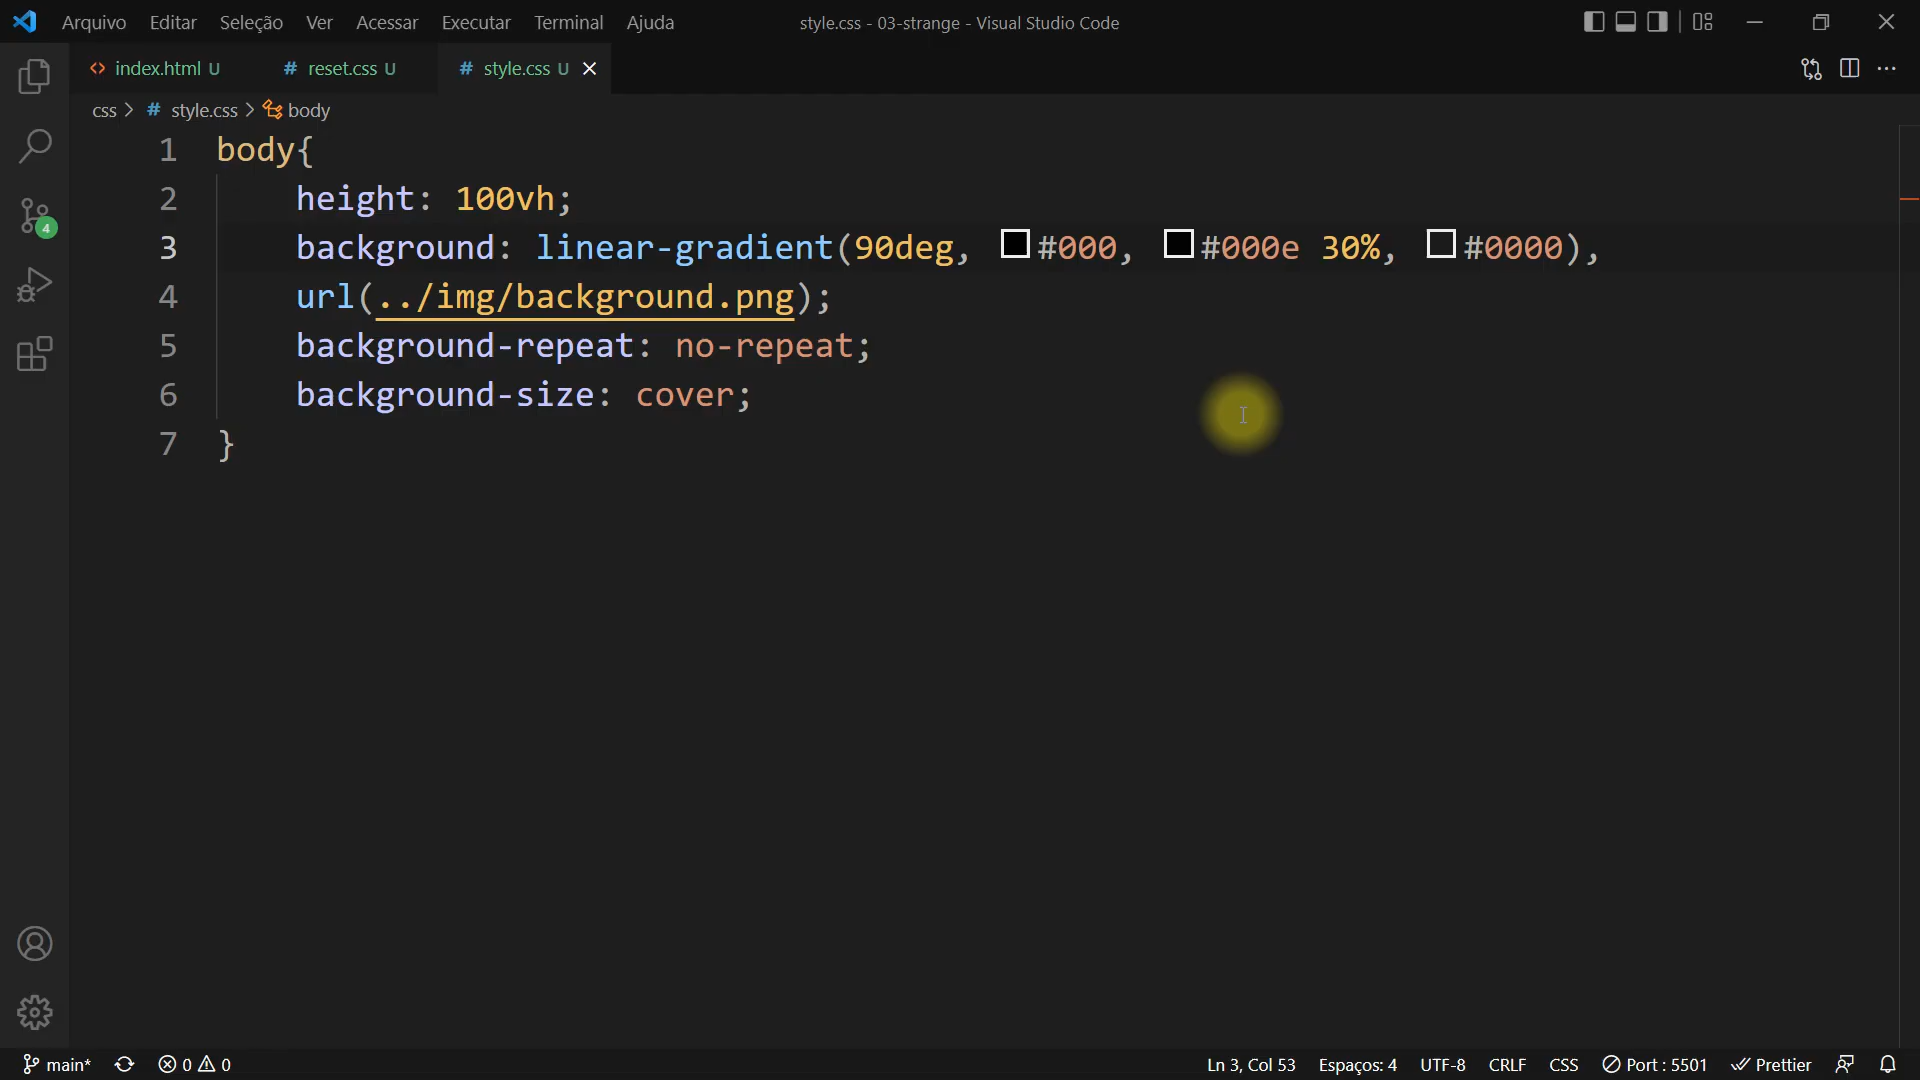 Arquivo Editar Seleção Ver Acessar Executar Terminal Ajuda style.css - 03-strange - Visual Studio Code
index.html U # reset.css U # style.css U
css > # style.css > body
1 body{
2 height: 100vh;
3 background: linear-gradient(90deg, #000, #000e 30%, #0000),
4 url(../img/background.png);
5 background-repeat: no-repeat;
6 background-size: cover;
7 }
4
main* 0 0 Ln 3, Col 53 Espaços: 4 UTF-8 CRLF CSS Port : 5501 Prettier